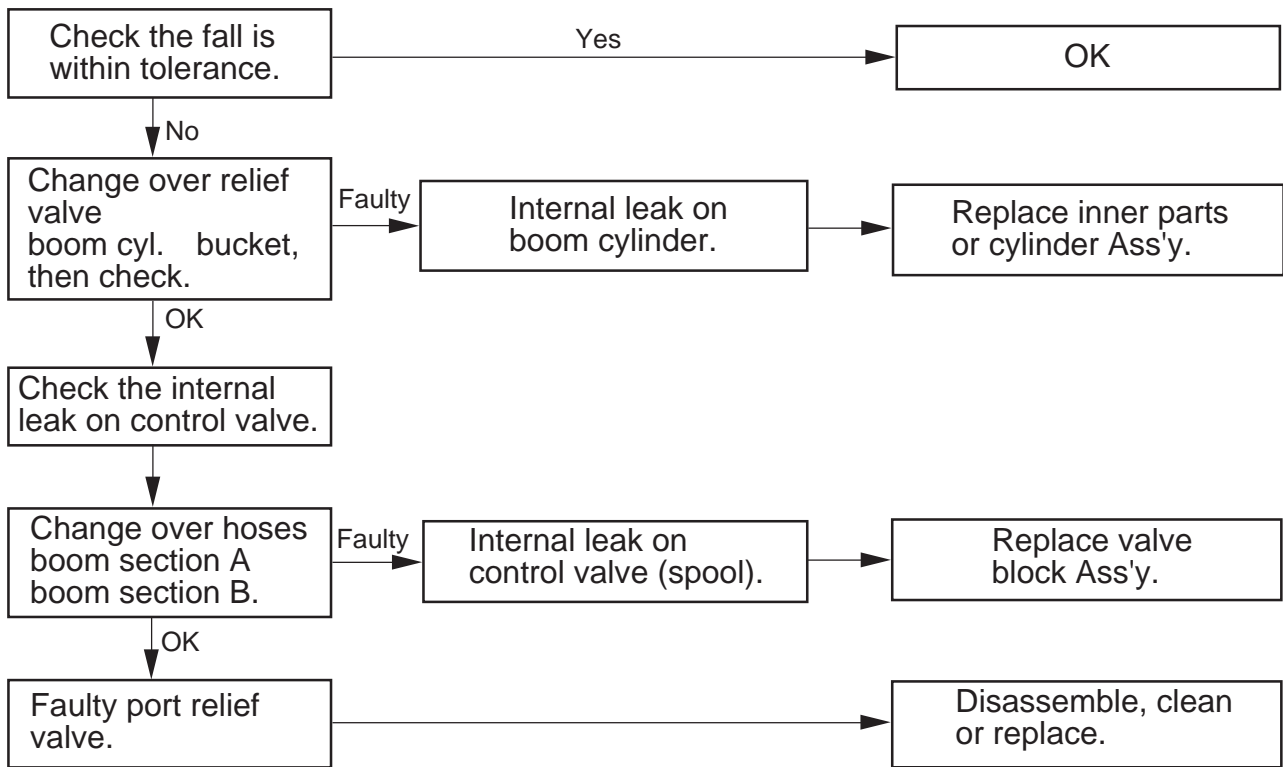 Check the fall is
within tolerance.
Yes
OK
No
Change over relief
valve
boom cyl. bucket,
then check.
Faulty
Internal leak on
boom cylinder.
Replace inner parts
or cylinder Ass'y.
OK
Check the internal
leak on control valve.
Change over hoses
boom section A
boom section B.
Faulty
Internal leak on
control valve (spool).
Replace valve
block Ass'y.
OK
Faulty port relief
valve.
Disassemble, clean
or replace.